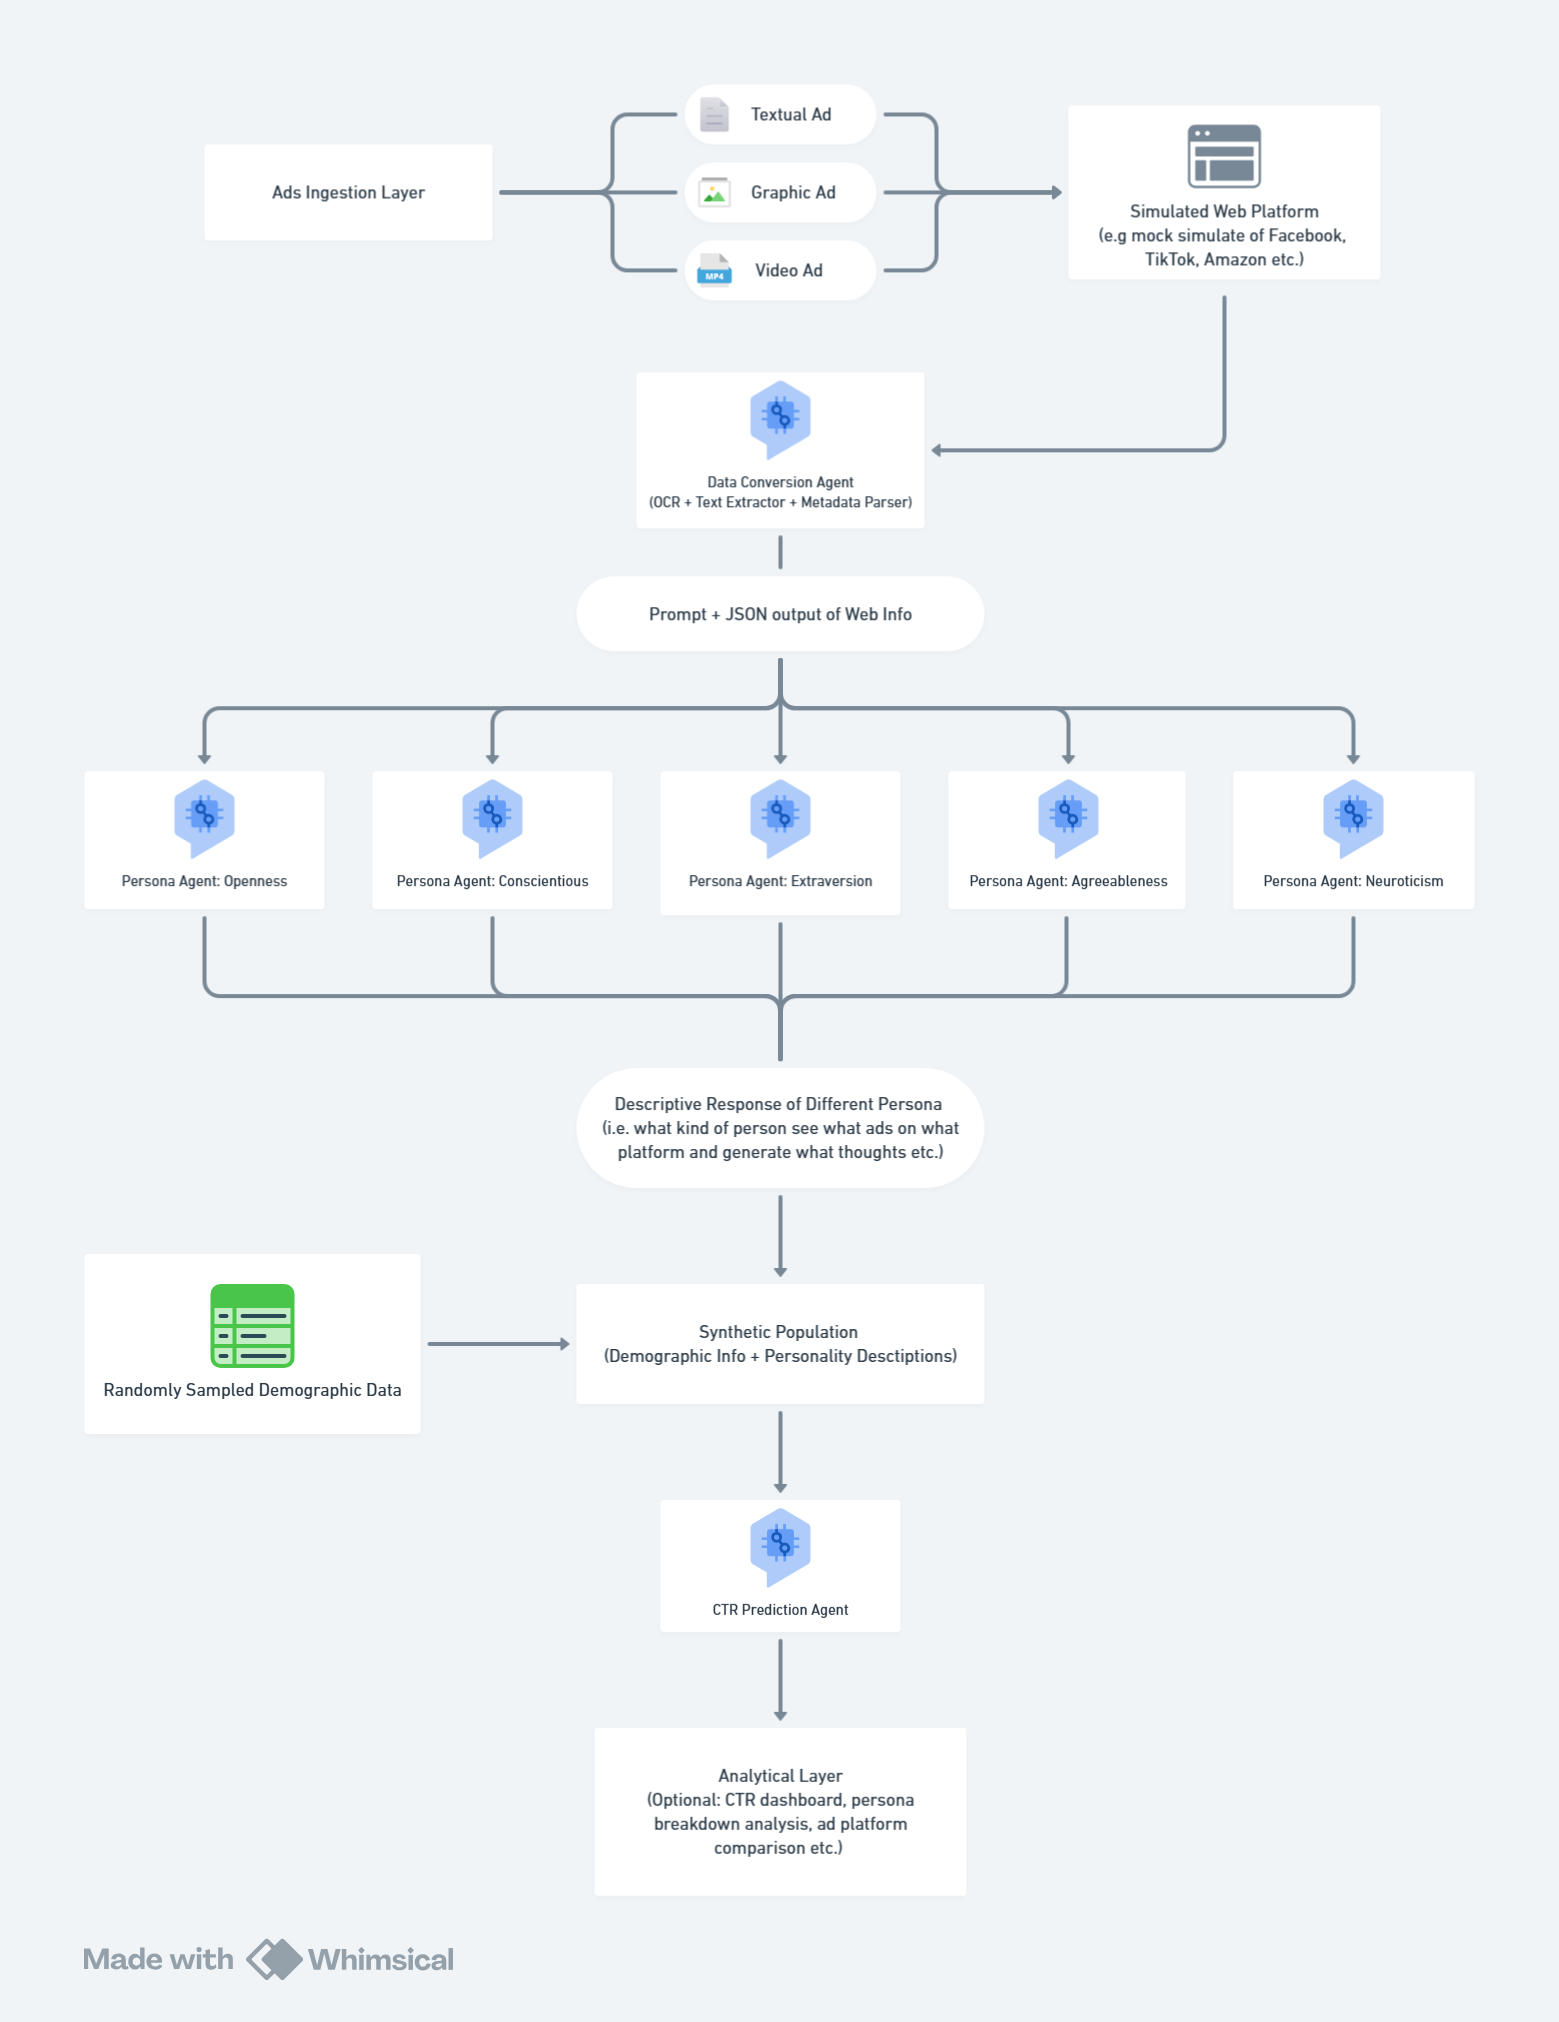 Textual Ad
Ads Ingestion Layer
Graphic Ad
MP4
Video Ad
Simulated Web Platform
(e.g mock simulate of Facebook,
TikTok, Amazon etc.)
Data Conversion Agent
(OCR + Text Extractor + Metadata Parser)
Prompt + JSON output of Web Info
Persona Agent: Openness
Persona Agent: Conscientious
Persona Agent: Extraversion
Persona Agent: Agreeableness
Persona Agent: Neuroticism
Descriptive Response of Different Persona
(i.e. what kind of person see what ads on what
platform and generate what thoughts etc.)
Randomly Sampled Demographic Data
Synthetic Population
(Demographic Info + Personality Desctiptions)
CTR Prediction Agent
Analytical Layer
(Optional: CTR dashboard, persona
breakdown analysis, ad platform
comparison etc.)
Made with Whimsical